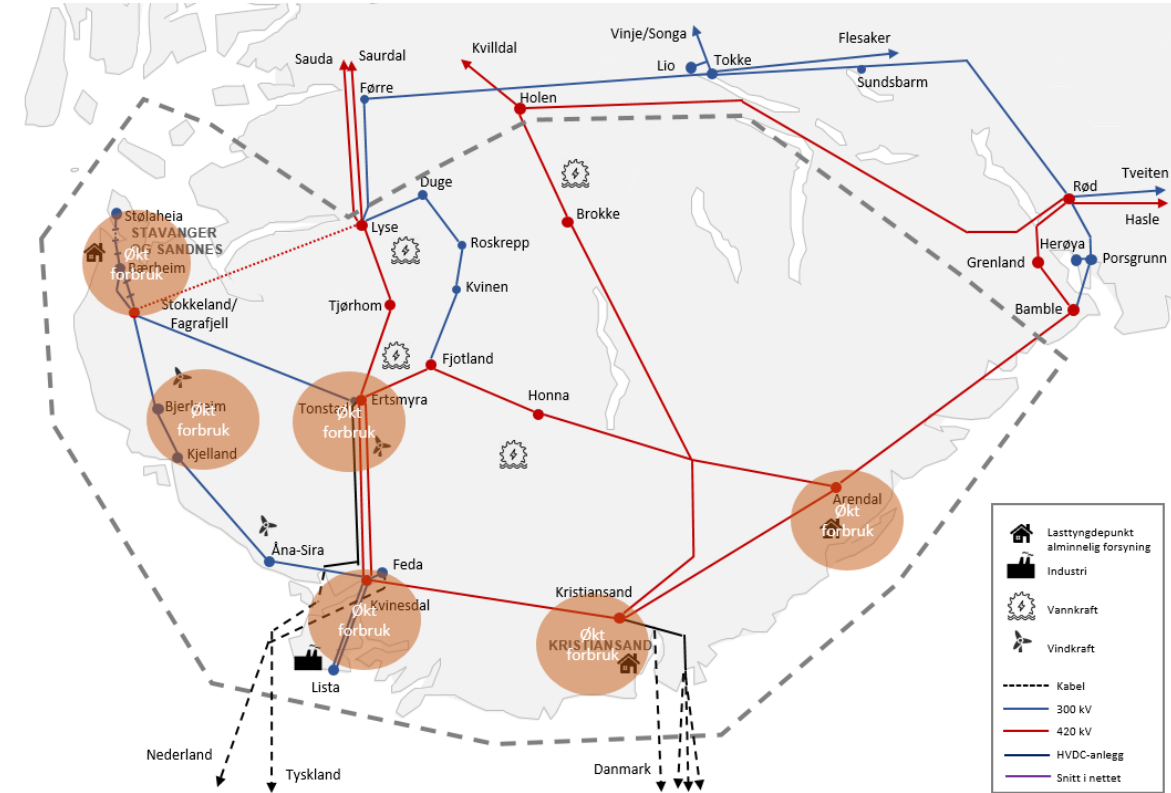 Vinje/Songa
Flesaker
Kvilldal
Sauda
Saurdal
Lio
Tokke
Sundsbarm
Førre
Holen
Tveiten
Duge
Rød
Hasle
Stølaheia
Brokke
STAVANGER
OG SANDNES
Lyse
Roskrepp
Herøya
Økt
forbruk
Bærheim
Grenland
Porsgrunn
Kvinen
Stokkeland/
Fagrafjell
Tjørhom
Bamble
Fjotland
Honna
Tonstad
Ertsmyra
Bjerkreim
Økt
forbruk
Økt
forbruk
Kjelland
Arendal
Økt
forbruk
Åna-Sira
Feda
Kvinesdal
Økt
forbruk
Kristiansand
Økt
KRISTIANSAND
forbruk
Lista
Nederland
Tyskland
Danmark
Lasttyngdepunkt
alminnelig forsyning
Industri
Vannkraft
Vindkraft
Kabel
300 kV
420 kV
HVDC-anlegg
Snitt i nettet